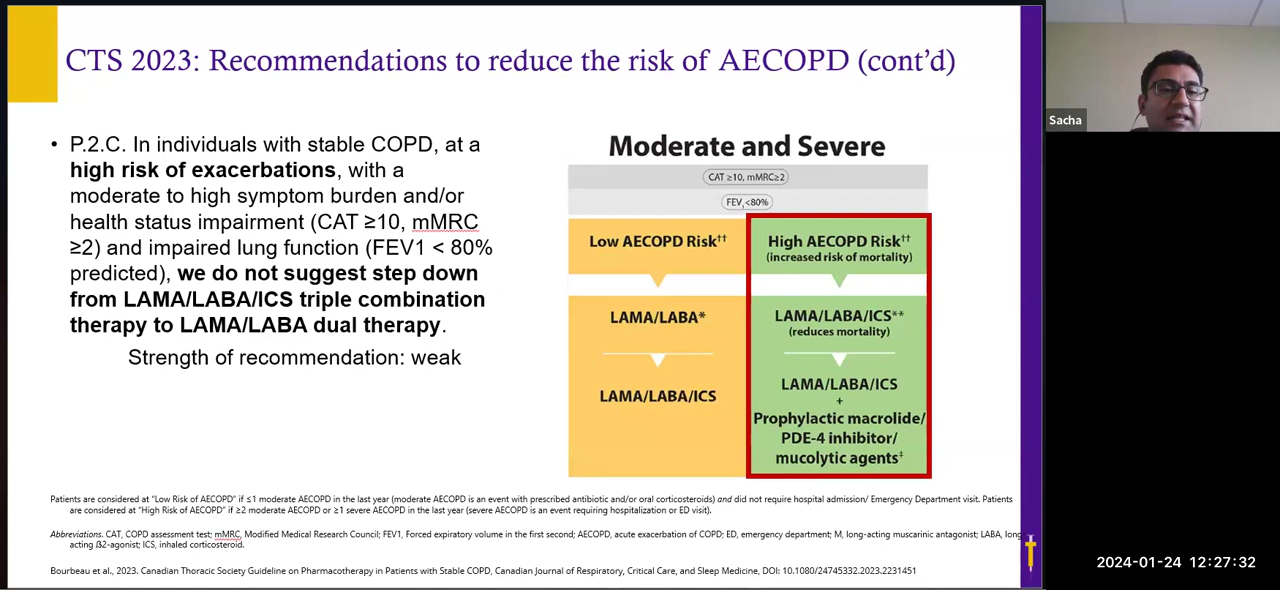 CTS 2023: Recommendations to reduce the risk of AECOPD (cont'd)
• P.2.C. In individuals with stable COPD, at a
high risk of exacerbations, with a
moderate to high symptom burden and/or
health status impairment (CAT ≥10, mMRC
≥2) and impaired lung function (FEV1 < 80%
predicted), we do not suggest step down
from LAMA/LABA/ICS triple combination
therapy to LAMA/LABA dual therapy.
Strength of recommendation: weak
Moderate and Severe
CAT ≥10, mMRC≥2
FEV₁<80%
Low AECOPD Risk††
LAMA/LABA*
LAMA/LABA/ICS
High AECOPD Risk††
(increased risk of mortality)
LAMA/LABA/ICS**
(reduces mortality)
LAMA/LABA/ICS
+
Prophylactic macrolide/
PDE-4 inhibitor/
mucolytic agents‡
Patients are considered at "Low Risk of AECOPD" if ≤1 moderate AECOPD in the last year (moderate AECOPD is an event with prescribed antibiotic and/or oral corticosteroids) and did not require hospital admission/ Emergency Department visit. Patients
are considered at "High Risk of AECOPD" if ≥2 moderate AECOPD or ≥1 severe AECOPD in the last year (severe AECOPD is an event requiring hospitalization or ED visit).
Abbreviations. CAT, COPD assessment test; mMRC, Modified Medical Research Council; FEV1, Forced expiratory volume in the first second; AECOPD, acute exacerbation of COPD; ED, emergency department; M, long-acting muscarinic antagonist; LABA, long
acting ß2-agonist; ICS, inhaled corticosteroid.
Bourbeau et al., 2023. Canadian Thoracic Society Guideline on Pharmacotherapy in Patients with Stable COPD, Canadian Journal of Respiratory, Critical Care, and Sleep Medicine, DOI: 10.1080/24745332.2023.2231451
Sacha
2024-01-24 12:27:32